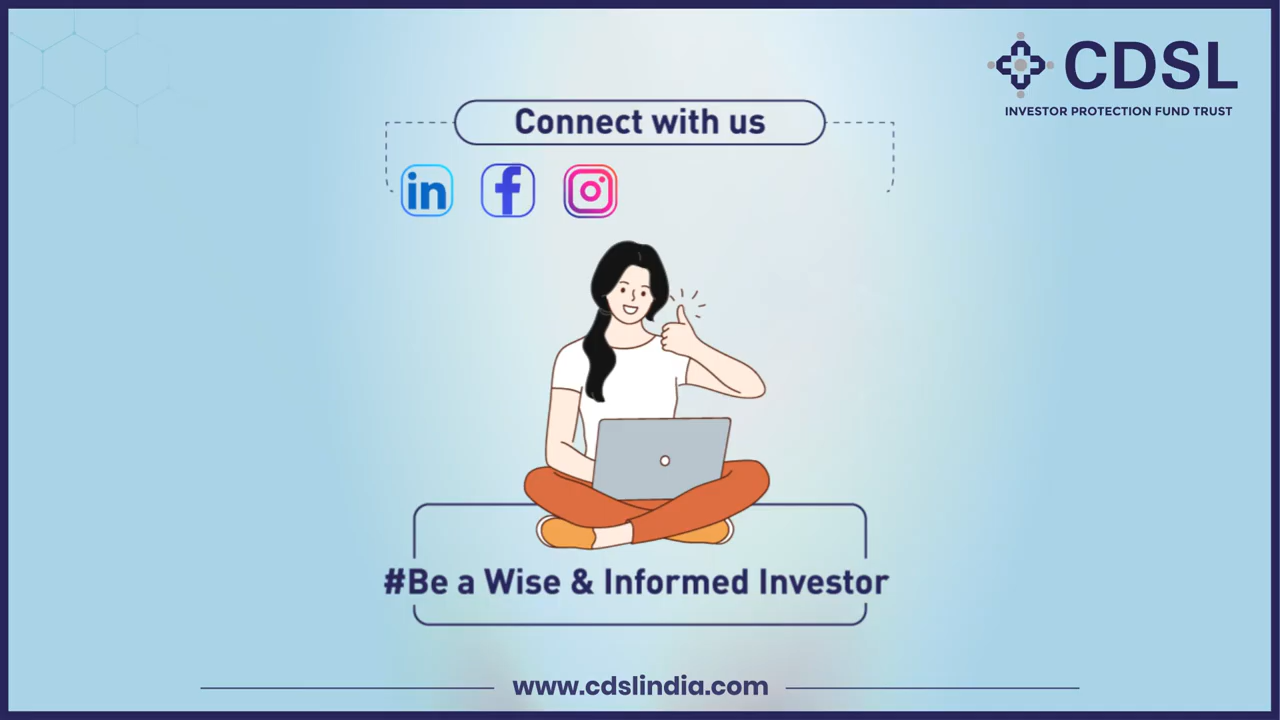 CDSL
INVESTOR PROTECTION FUND TRUST
Connect with us
in f
#Be a Wise & Informed Investor
www.cdslindia.com